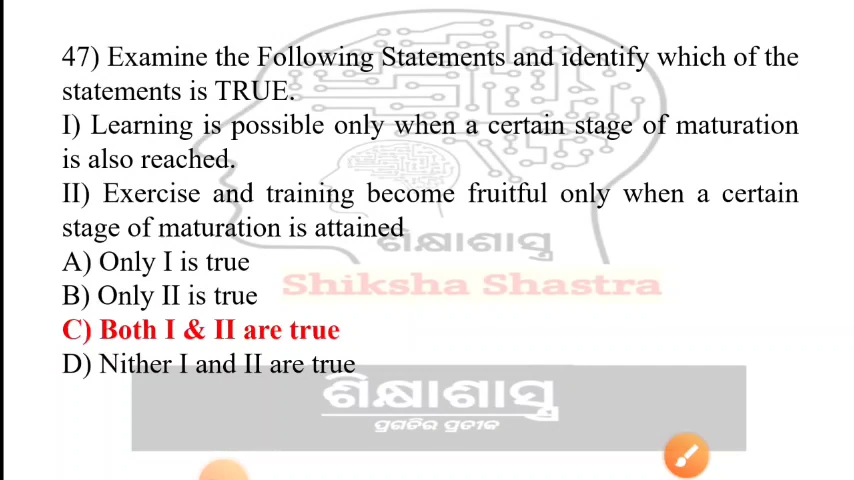 47) Examine the Following Statements and identify which of the
statements is TRUE.
I) Learning is possible only when a certain stage of maturation
is also reached.
II) Exercise and training become fruitful only when a certain
stage of maturation is attained
ଶିକ୍ଷାଶାସ୍ତ୍ର
A) Only I is true
Shiksha Shastra
B) Only II is true
C) Both I & II are true
D) Nither I and II are true
ଶିକ୍ଷାଶାସ୍ତ୍ର
ପ୍ରଗତିର ପ୍ରତୀକ